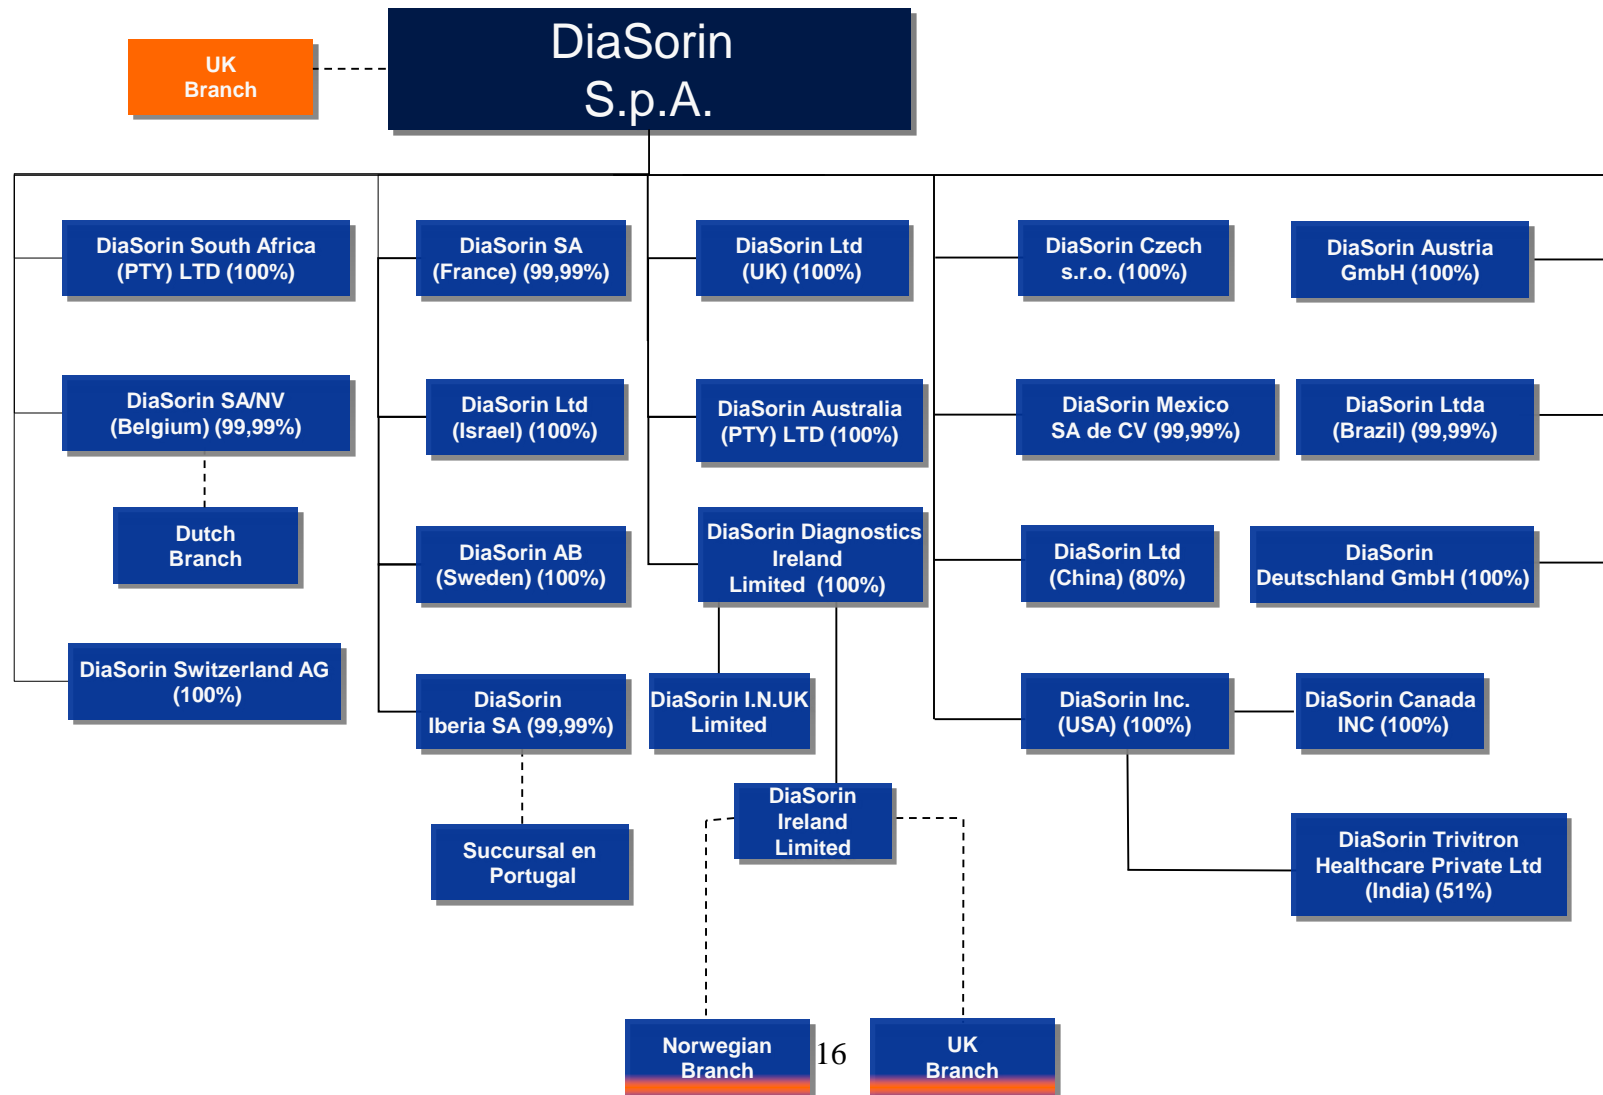 DiaSorin
S.p.A.
UK
Branch
DiaSorin South Africa
(PTY) LTD (100%)
DiaSorin SA
(France) (99,99%)
DiaSorin Ltd
(UK) (100%)
DiaSorin Czech
s.r.o. (100%)
DiaSorin Austria
GmbH (100%)
DiaSorin SA/NV
(Belgium) (99,99%)
DiaSorin Ltd
(Israel) (100%)
DiaSorin Australia
(PTY) LTD (100%)
DiaSorin Mexico
SA de CV (99,99%)
DiaSorin Ltda
(Brazil) (99,99%)
Dutch
Branch
DiaSorin AB
(Sweden) (100%)
DiaSorin Diagnostics
Ireland
Limited (100%)
DiaSorin Ltd
(China) (80%)
DiaSorin
Deutschland GmbH (100%)
DiaSorin Switzerland AG
(100%)
DiaSorin
Iberia SA (99,99%)
DiaSorin I.N.UK
Limited
DiaSorin Inc.
(USA) (100%)
DiaSorin Canada
INC (100%)
DiaSorin
Ireland
Limited
Succursal en
Portugal
DiaSorin Trivitron
Healthcare Private Ltd
(India) (51%)
Norwegian
Branch
16
UK
Branch